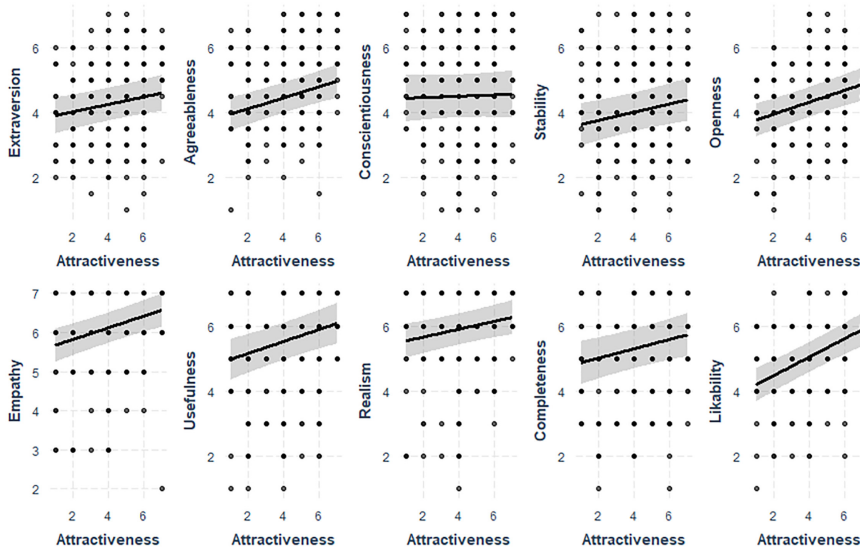 Extraversion
6
4
2
2 4 6
Attractiveness
Agreeableness
6
4
2
2 4 6
Attractiveness
Conscientiousness
6
4
2
2 4 6
Attractiveness
Stability
6
4
2
2 4 6
Attractiveness
Openness
6
4
2
2 4 6
Attractiveness
Empathy
7
6
5
4
3
2
2 4 6
Attractiveness
Usefulness
6
4
2
2 4 6
Attractiveness
Realism
6
4
2
2 4 6
Attractiveness
Completeness
6
4
2
2 4 6
Attractiveness
Likability
6
4
2
2 4 6
Attractiveness